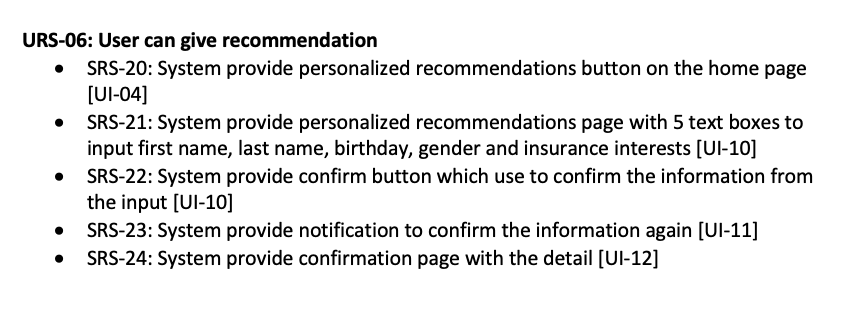 URS-06: User can give recommendation
• SRS-20: System provide personalized recommendations button on the home page
[UI-04]
• SRS-21: System provide personalized recommendations page with 5 text boxes to
input first name, last name, birthday, gender and insurance interests [UI-10]
• SRS-22: System provide confirm button which use to confirm the information from
the input [UI-10]
• SRS-23: System provide notification to confirm the information again [UI-11]
• SRS-24: System provide confirmation page with the detail [UI-12]